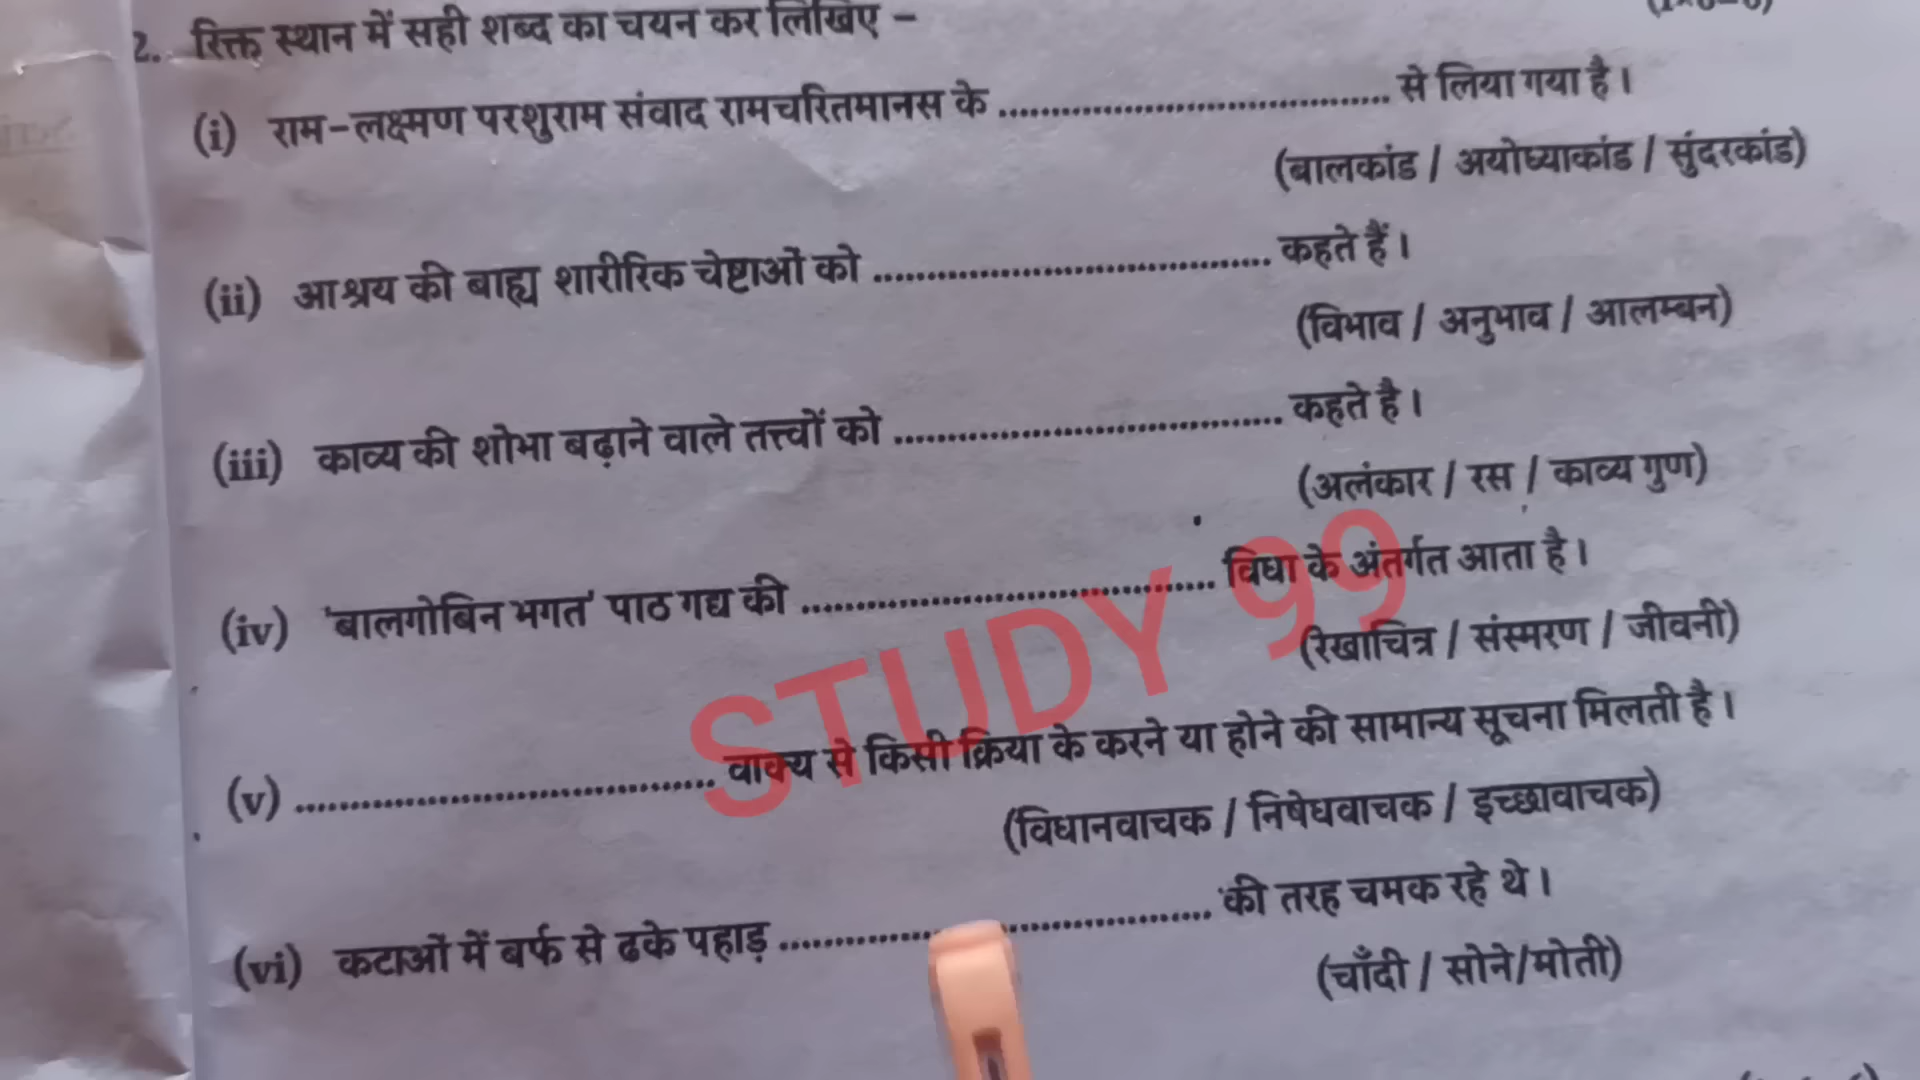 2. रिक्त स्थान में सही शब्द का चयन कर लिखिए –
(i) राम-लक्ष्मण परशुराम संवाद रामचरितमानस के .................................... से लिया गया है।
(बालकांड / अयोध्याकांड / सुंदरकांड)
(ii) आश्रय की बाह्य शारीरिक चेष्टाओं को .................................... कहते हैं।
(विभाव / अनुभाव / आलम्बन)
(iii) काव्य की शोभा बढ़ाने वाले तत्त्वों को .................................... कहते है।
(अलंकार / रस / काव्य गुण)
(iv) 'बालगोबिन भगत' पाठ गद्य की .................................... विधा के अंतर्गत आता है।
(रेखाचित्र / संस्मरण / जीवनी)
STUDY 99
(v) .................................... वाक्य से किसी क्रिया के करने या होने की सामान्य सूचना मिलती है।
(विधानवाचक / निषेधवाचक / इच्छावाचक)
(vi) कटाओं में बर्फ से ढके पहाड़ .................................... की तरह चमक रहे थे।
(चाँदी / सोने/मोती)